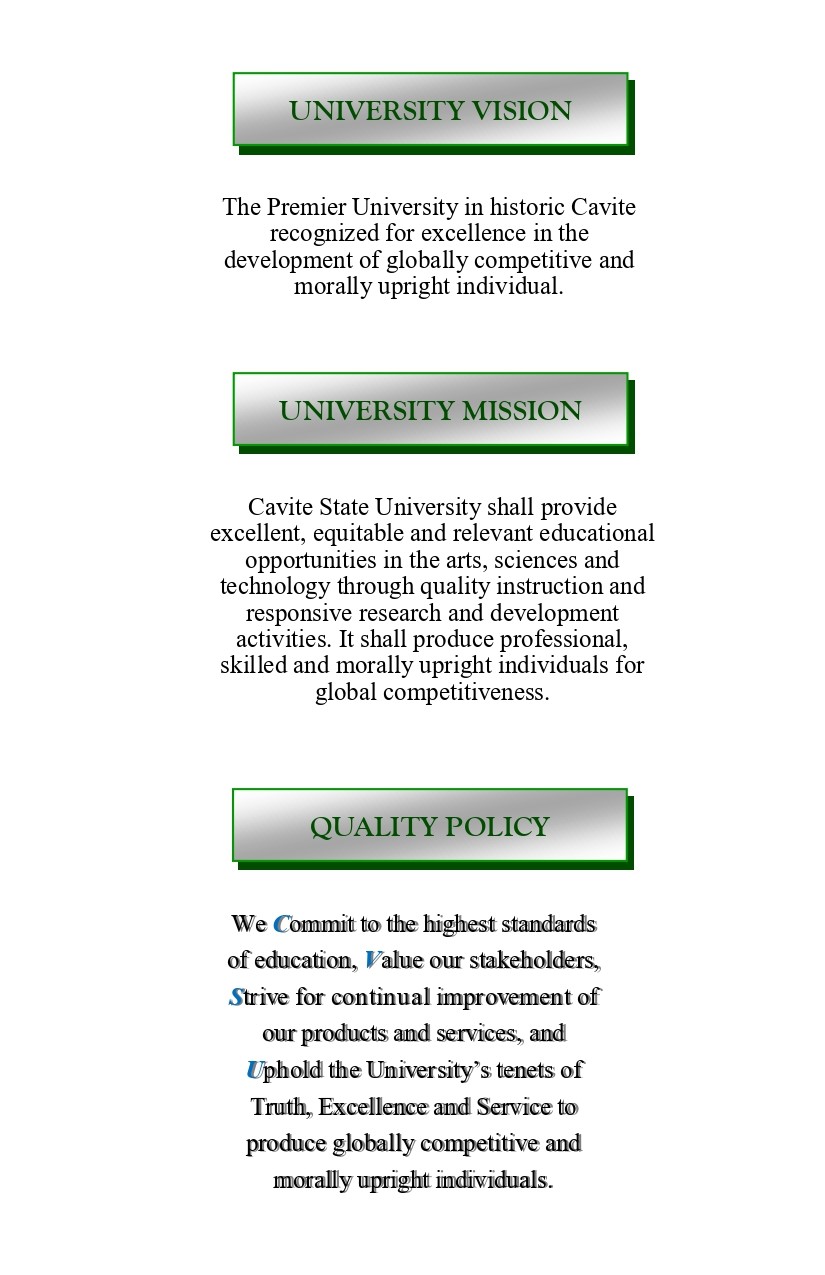 UNIVERSITY VISION
The Premier University in historic Cavite
recognized for excellence in the
development of globally competitive and
morally upright individual.
UNIVERSITY MISSION
Cavite State University shall provide
excellent, equitable and relevant educational
opportunities in the arts, sciences and
technology through quality instruction and
responsive research and development
activities. It shall produce professional,
skilled and morally upright individuals for
global competitiveness.
QUALITY POLICY
We Commit to the highest standards
of education, Value our stakeholders,
Strive for continual improvement of
our products and services, and
Uphold the University’s tenets of
Truth, Excellence and Service to
produce globally competitive and
morally upright individuals.